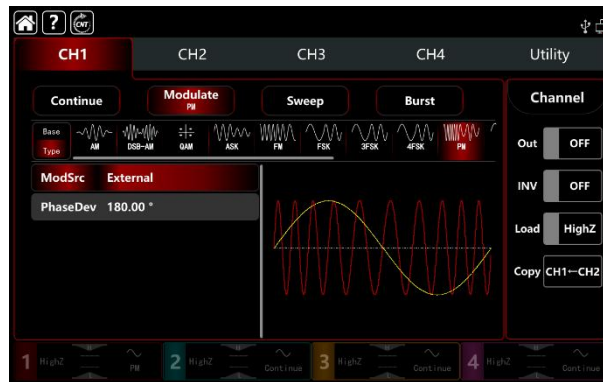 ? CNT
CH1 CH2 CH3 CH4 Utility
Continue Modulate PM Sweep Burst Channel
Base Type AM DSB-AM QAM ASK FM FSK 3FSK 4FSK PM
Out OFF
ModSrc External
INV OFF
PhaseDev 180.00 °
Load HighZ
Copy CH1←CH2
1 HighZ PM 2 HighZ Continue 3 HighZ Continue 4 HighZ Continue